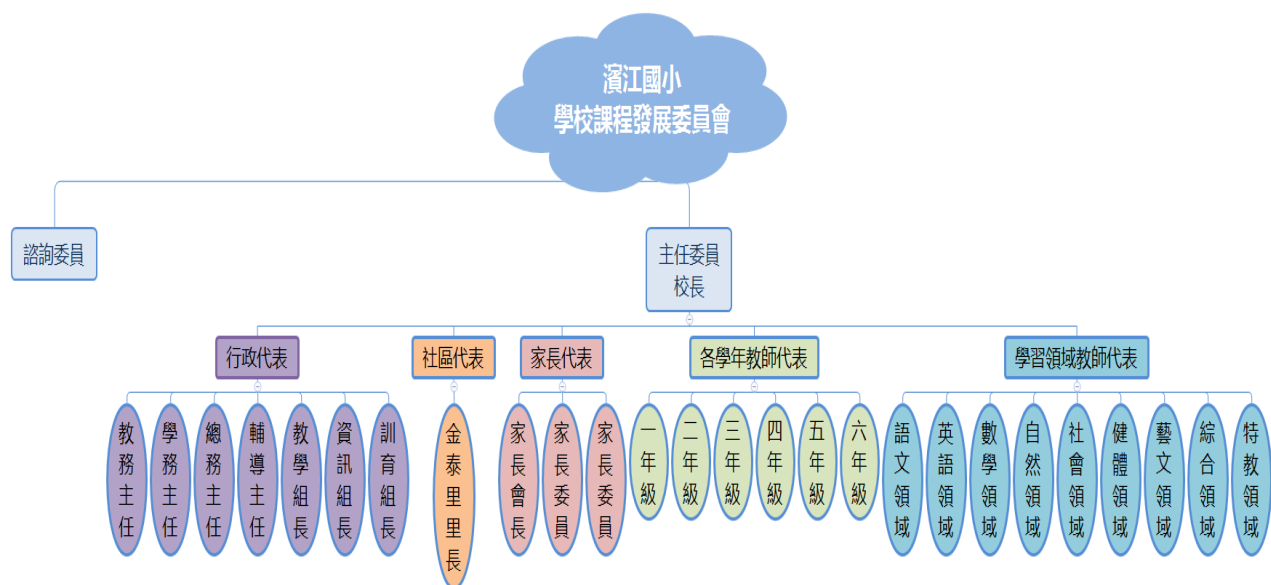 濱江國小
學校課程發展委員會
諮詢委員
主任委員
校長
行政代表
社區代表
家長代表
各學年教師代表
學習領域教師代表
教務主任
學務主任
總務主任
輔導主任
教學組長
資訊組長
訓育組長
金泰里里長
家長會長
家長委員
家長委員
一年級
二年級
三年級
四年級
五年級
六年級
語文領域
英語領域
數學領域
自然領域
社會領域
健體領域
藝文領域
綜合領域
特教領域